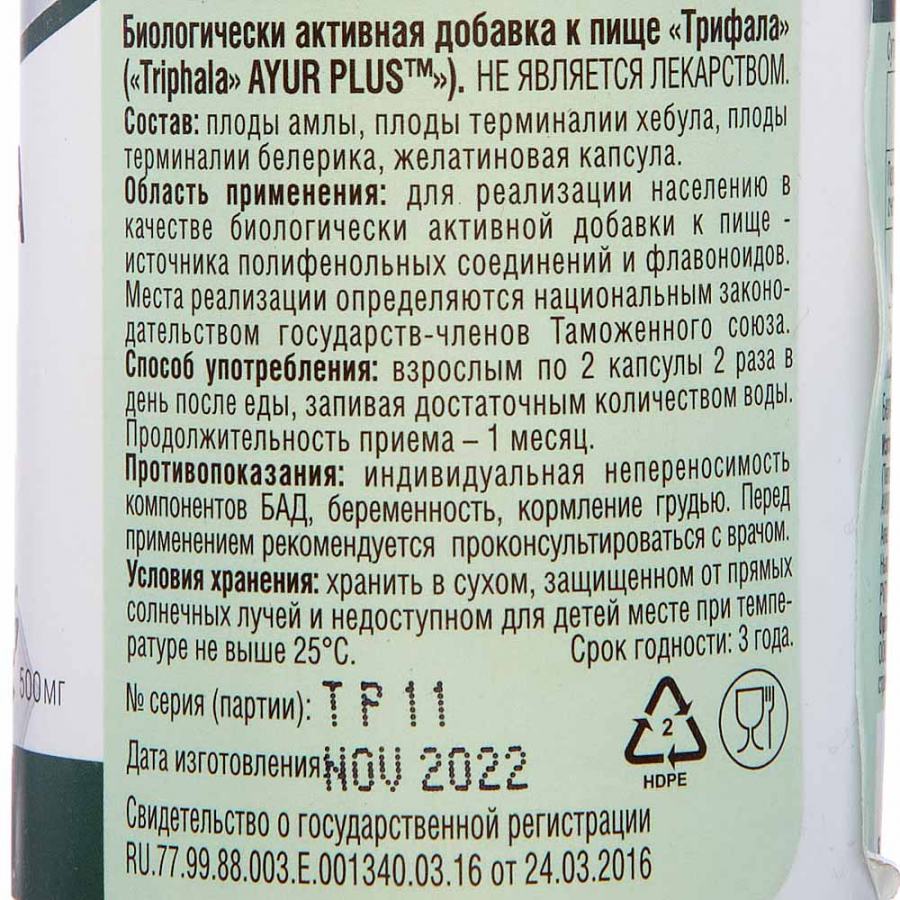 Биологически активная добавка к пище «Трифала»
(«Triphala» AYUR PLUS™»). НЕ ЯВЛЯЕТСЯ ЛЕКАРСТВОМ.
Состав: плоды амлы, плоды терминалии хебула, плоды
терминалии белерика, желатиновая капсула.
Область применения: для реализации населению в
качестве биологически активной добавки к пище -
источника полифенольных соединений и флавоноидов.
Места реализации определяются национальным законо-
дательством государств-членов Таможенного союза.
Способ употребления: взрослым по 2 капсулы 2 раза в
день после еды, запивая достаточным количеством воды.
Продолжительность приема – 1 месяц.
Противопоказания: индивидуальная непереносимость
компонентов БАД, беременность, кормление грудью. Перед
применением рекомендуется проконсультироваться с врачом.
Условия хранения: хранить в сухом, защищенном от прямых
солнечных лучей и недоступном для детей месте при темпе-
ратуре не выше 25°С. Срок годности: 3 года.
500мг
№ серия (партии): TP 11
Дата изготовления: NOV 2022
2
HDPE
Свидетельство о государственной регистрации
RU.77.99.88.003.Е.001340.03.16 от 24.03.2016